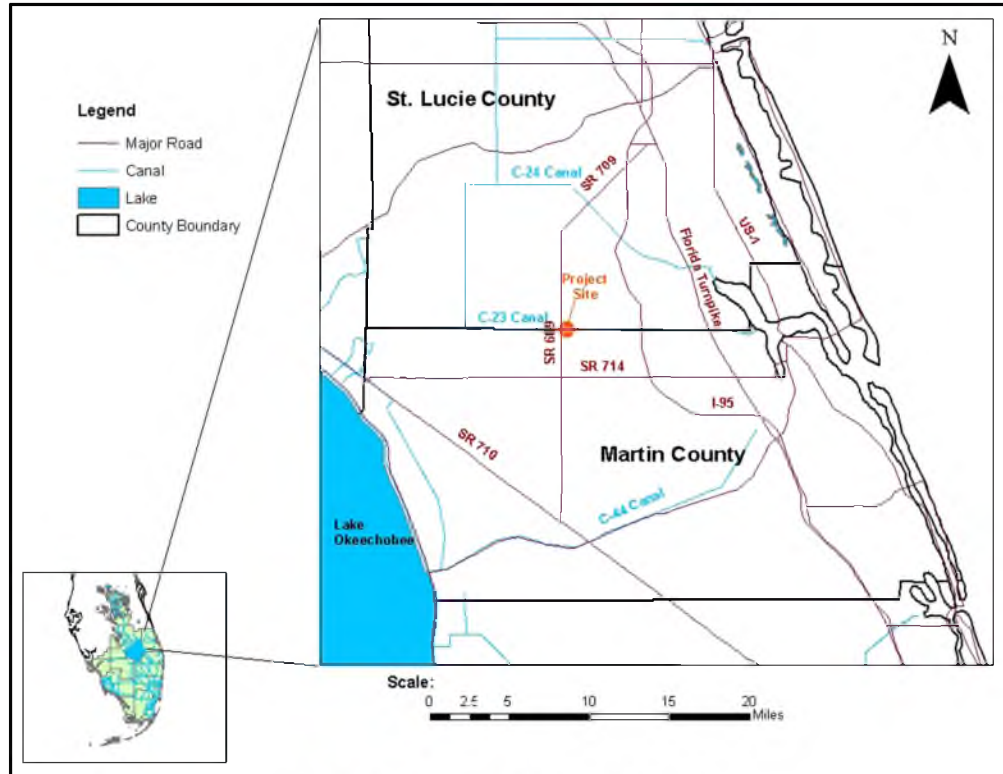 N
St. Lucie County
Legend
Major Road
Canal
Lake
County Boundary
C-24 Canal
SR 709
US-1
Florida Turnpike
Project
Site
C-23 Canal
SR 609
SR 714
I-95
SR 710
Martin County
C-44 Canal
Lake
Okeechobee
Scale:
0 2.5 5 10 15 20
Miles